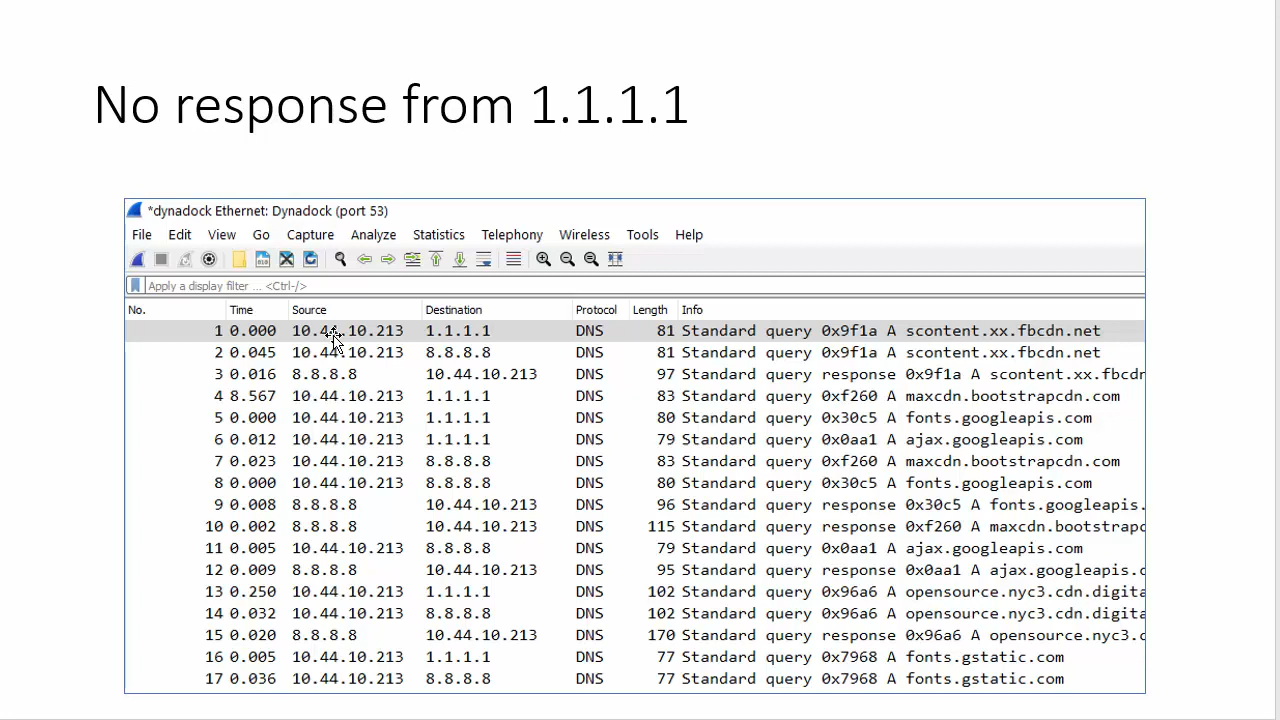 No response from 1.1.1.1
*dynadock Ethernet: Dynadock (port 53)
File Edit View Go Capture Analyze Statistics Telephony Wireless Tools Help
Apply a display filter ... <Ctrl-/>
No. Time Source Destination Protocol Length Info
1 0.000 10.44.10.213 1.1.1.1 DNS 81 Standard query 0x9f1a A scontent.xx.fbcdn.net
2 0.045 10.44.10.213 8.8.8.8 DNS 81 Standard query 0x9f1a A scontent.xx.fbcdn.net
3 0.016 8.8.8.8 10.44.10.213 DNS 97 Standard query response 0x9f1a A scontent.xx.fbcdn
4 8.567 10.44.10.213 1.1.1.1 DNS 83 Standard query 0xf260 A maxcdn.bootstrapcdn.com
5 0.000 10.44.10.213 1.1.1.1 DNS 80 Standard query 0x30c5 A fonts.googleapis.com
6 0.012 10.44.10.213 1.1.1.1 DNS 79 Standard query 0x0aa1 A ajax.googleapis.com
7 0.023 10.44.10.213 8.8.8.8 DNS 83 Standard query 0xf260 A maxcdn.bootstrapcdn.com
8 0.000 10.44.10.213 8.8.8.8 DNS 80 Standard query 0x30c5 A fonts.googleapis.com
9 0.008 8.8.8.8 10.44.10.213 DNS 96 Standard query response 0x30c5 A fonts.googleapis.
10 0.002 8.8.8.8 10.44.10.213 DNS 115 Standard query response 0xf260 A maxcdn.bootstrapc
11 0.005 10.44.10.213 8.8.8.8 DNS 79 Standard query 0x0aa1 A ajax.googleapis.com
12 0.009 8.8.8.8 10.44.10.213 DNS 95 Standard query response 0x0aa1 A ajax.googleapis.c
13 0.250 10.44.10.213 1.1.1.1 DNS 102 Standard query 0x96a6 A opensource.nyc3.cdn.digita
14 0.032 10.44.10.213 8.8.8.8 DNS 102 Standard query 0x96a6 A opensource.nyc3.cdn.digita
15 0.020 8.8.8.8 10.44.10.213 DNS 170 Standard query response 0x96a6 A opensource.nyc3.c
16 0.005 10.44.10.213 1.1.1.1 DNS 77 Standard query 0x7968 A fonts.gstatic.com
17 0.036 10.44.10.213 8.8.8.8 DNS 77 Standard query 0x7968 A fonts.gstatic.com